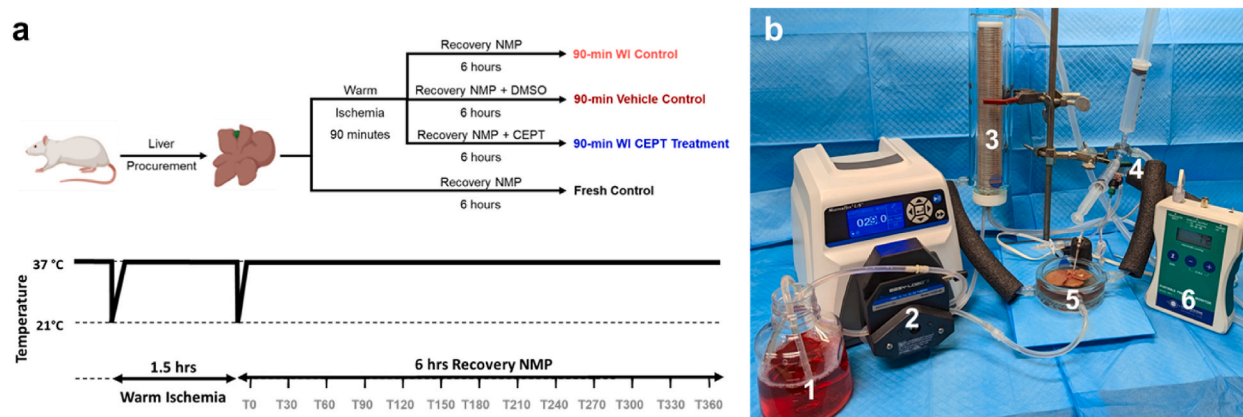 a
Liver
Procurement
Warm
Ischemia
90 minutes
Recovery NMP
6 hours
90-min WI Control
Recovery NMP + DMSO
6 hours
90-min Vehicle Control
Recovery NMP + CEPT
6 hours
90-min WI CEPT Treatment
Recovery NMP
6 hours
Fresh Control
Temperature
37 °C
21°C
1.5 hrs
Warm Ischemia
6 hrs Recovery NMP
T0 T30 T60 T90 T120 T150 T180 T210 T240 T270 T300 T330 T360
b
1
2
3
4
5
6